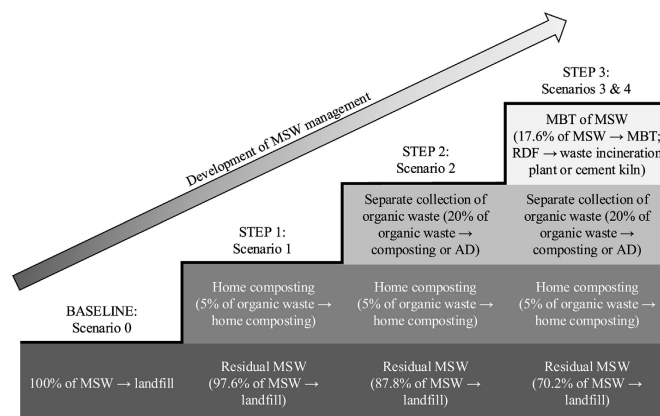 Development of MSW management
STEP 3:
Scenarios 3 & 4
MBT of MSW
(17.6% of MSW → MBT;
RDF → waste incineration
plant or cement kiln)
STEP 2:
Scenario 2
Separate collection of
organic waste (20% of
organic waste →
composting or AD)
Separate collection of
organic waste (20% of
organic waste →
composting or AD)
STEP 1:
Scenario 1
Home composting
(5% of organic waste →
home composting)
Home composting
(5% of organic waste →
home composting)
Home composting
(5% of organic waste →
home composting)
BASELINE:
Scenario 0
100% of MSW → landfill
Residual MSW
(97.6% of MSW →
landfill)
Residual MSW
(87.8% of MSW →
landfill)
Residual MSW
(70.2% of MSW →
landfill)